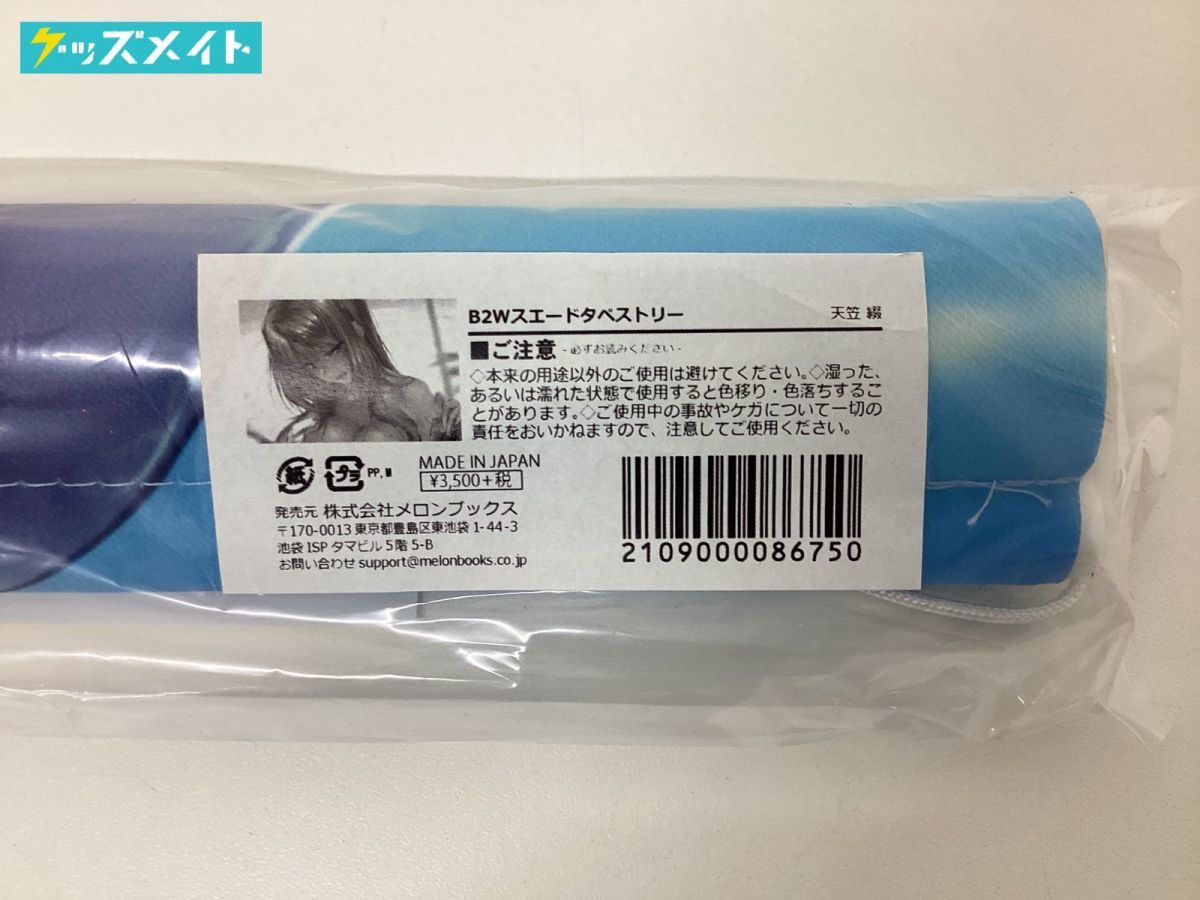 グッズメイト
B2Wスエードタペストリー
天笠 綴
■ご注意 -必ずお読みください-
◇本来の用途以外のご使用は避けてください。◇湿った、
あるいは濡れた状態で使用すると色移り・色落ちするこ
とがあります。◇ご使用中の事故やケガについて一切の
責任をおいかねますので、注意してご使用ください。
紙 プラ PP, M
MADE IN JAPAN
¥3,500+税
発売元 株式会社メロンブックス
〒170-0013 東京都豊島区東池袋 1-44-3
池袋 ISP タマビル 5階 5-B
お問い合わせ support@melonbooks.co.jp
2109000086750